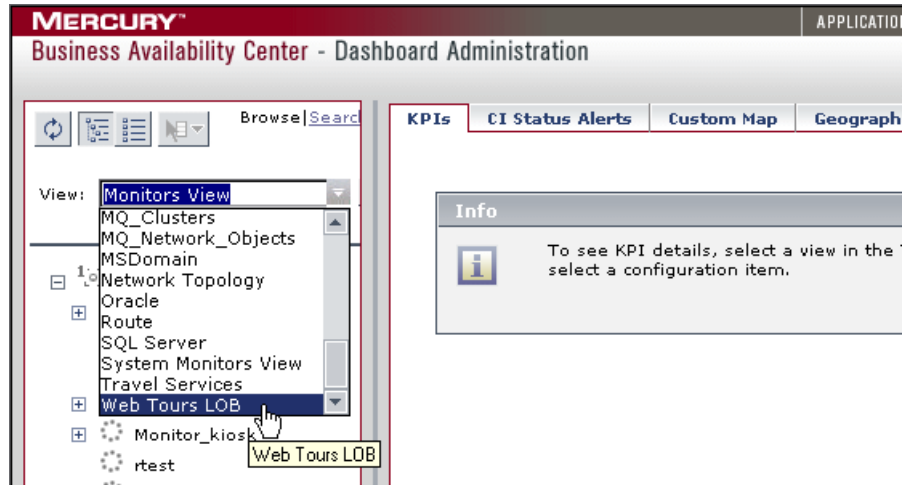 MERCURY™
APPLICATION
Business Availability Center - Dashboard Administration
Browse|Search
KPIs
CI Status Alerts
Custom Map
Geograph
View:
Monitors View
MQ_Clusters
MQ_Network_Objects
MSDomain
Network Topology
Oracle
Route
SQL Server
System Monitors View
Travel Services
Web Tours LOB
Monitor_kiosk
Web Tours LOB
rtest
Info
To see KPI details, select a view in the
select a configuration item.